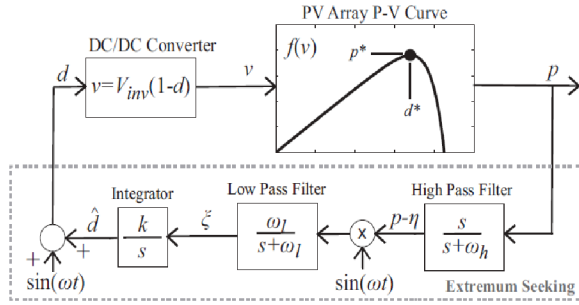 PV Array P-V Curve
DC/DC Converter
f(v)
p*
d
v=V_inv(1-d)
v
p
d*
Integrator
Low Pass Filter
High Pass Filter
d̂
k
s
ξ
ω_l
s+ω_l
x
p-η
s
s+ω_h
+
+
sin(ωt)
sin(ωt)
Extremum Seeking